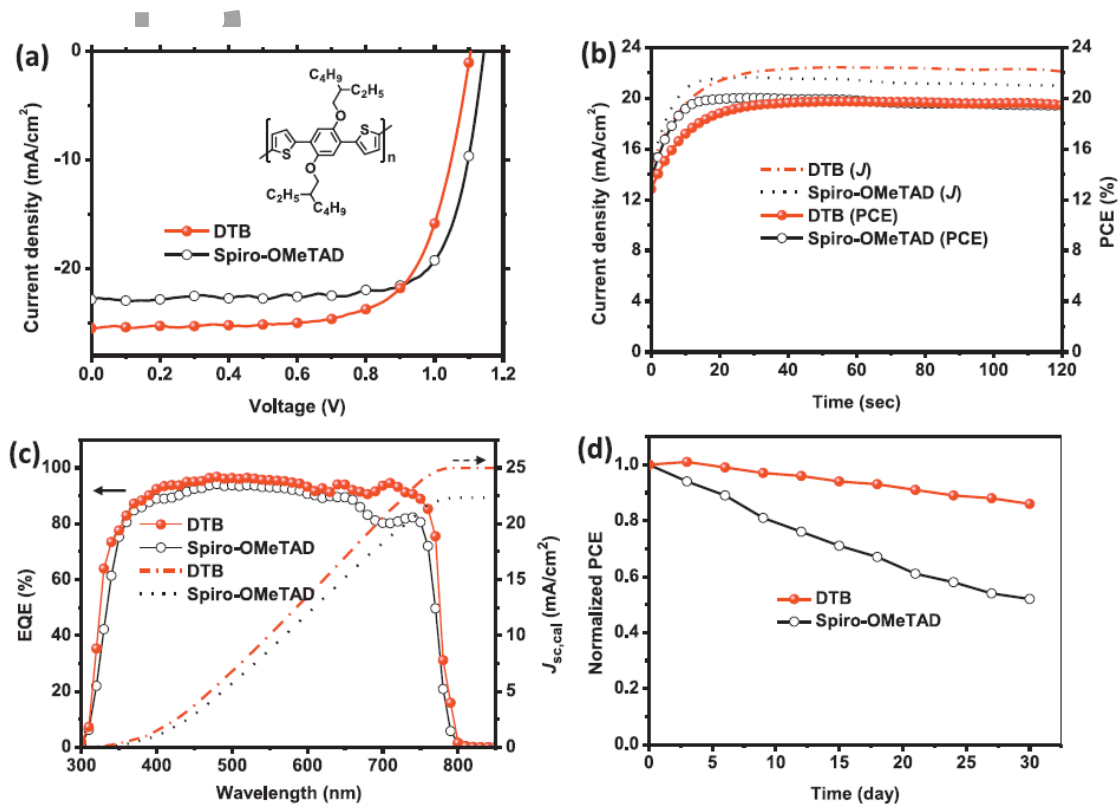 (a)
0
-10
-20
Current density (mA/cm²)
0.0 0.2 0.4 0.6 0.8 1.0 1.2
Voltage (V)
C₄H₉
C₂H₅
O
S
S
n
O
C₂H₅
C₄H₉
DTB
Spiro-OMeTAD
(b)
24
20
16
12
8
4
0
Current density (mA/cm²)
0 20 40 60 80 100 120
Time (sec)
24
20
16
12
8
4
0
PCE (%)
DTB (J)
Spiro-OMeTAD (J)
DTB (PCE)
Spiro-OMeTAD (PCE)
(c)
100
80
60
40
20
0
EQE (%)
300 400 500 600 700 800
Wavelength (nm)
25
20
15
10
5
0
Jsc,cal (mA/cm²)
DTB
Spiro-OMeTAD
DTB
Spiro-OMeTAD
(d)
1.0
0.8
0.6
0.4
0.2
0.0
Normalized PCE
0 5 10 15 20 25 30
Time (day)
DTB
Spiro-OMeTAD